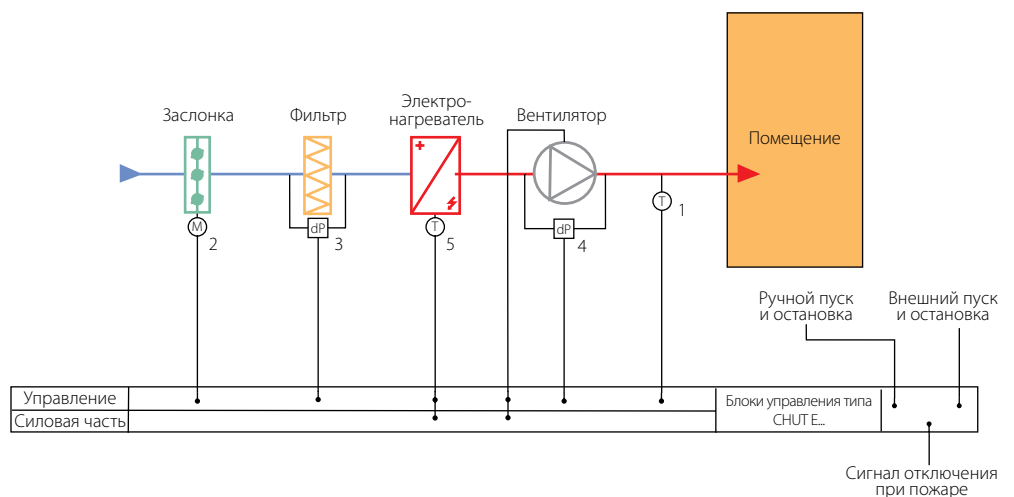 Заслонка
Фильтр
Электро-
нагреватель
Вентилятор
Помещение
M
2
dP
3
T
5
dP
4
T
1
Ручной пуск
и остановка
Внешний пуск
и остановка
Управление
Силовая часть
Блоки управления типа
CHUT E...
Сигнал отключения
при пожаре